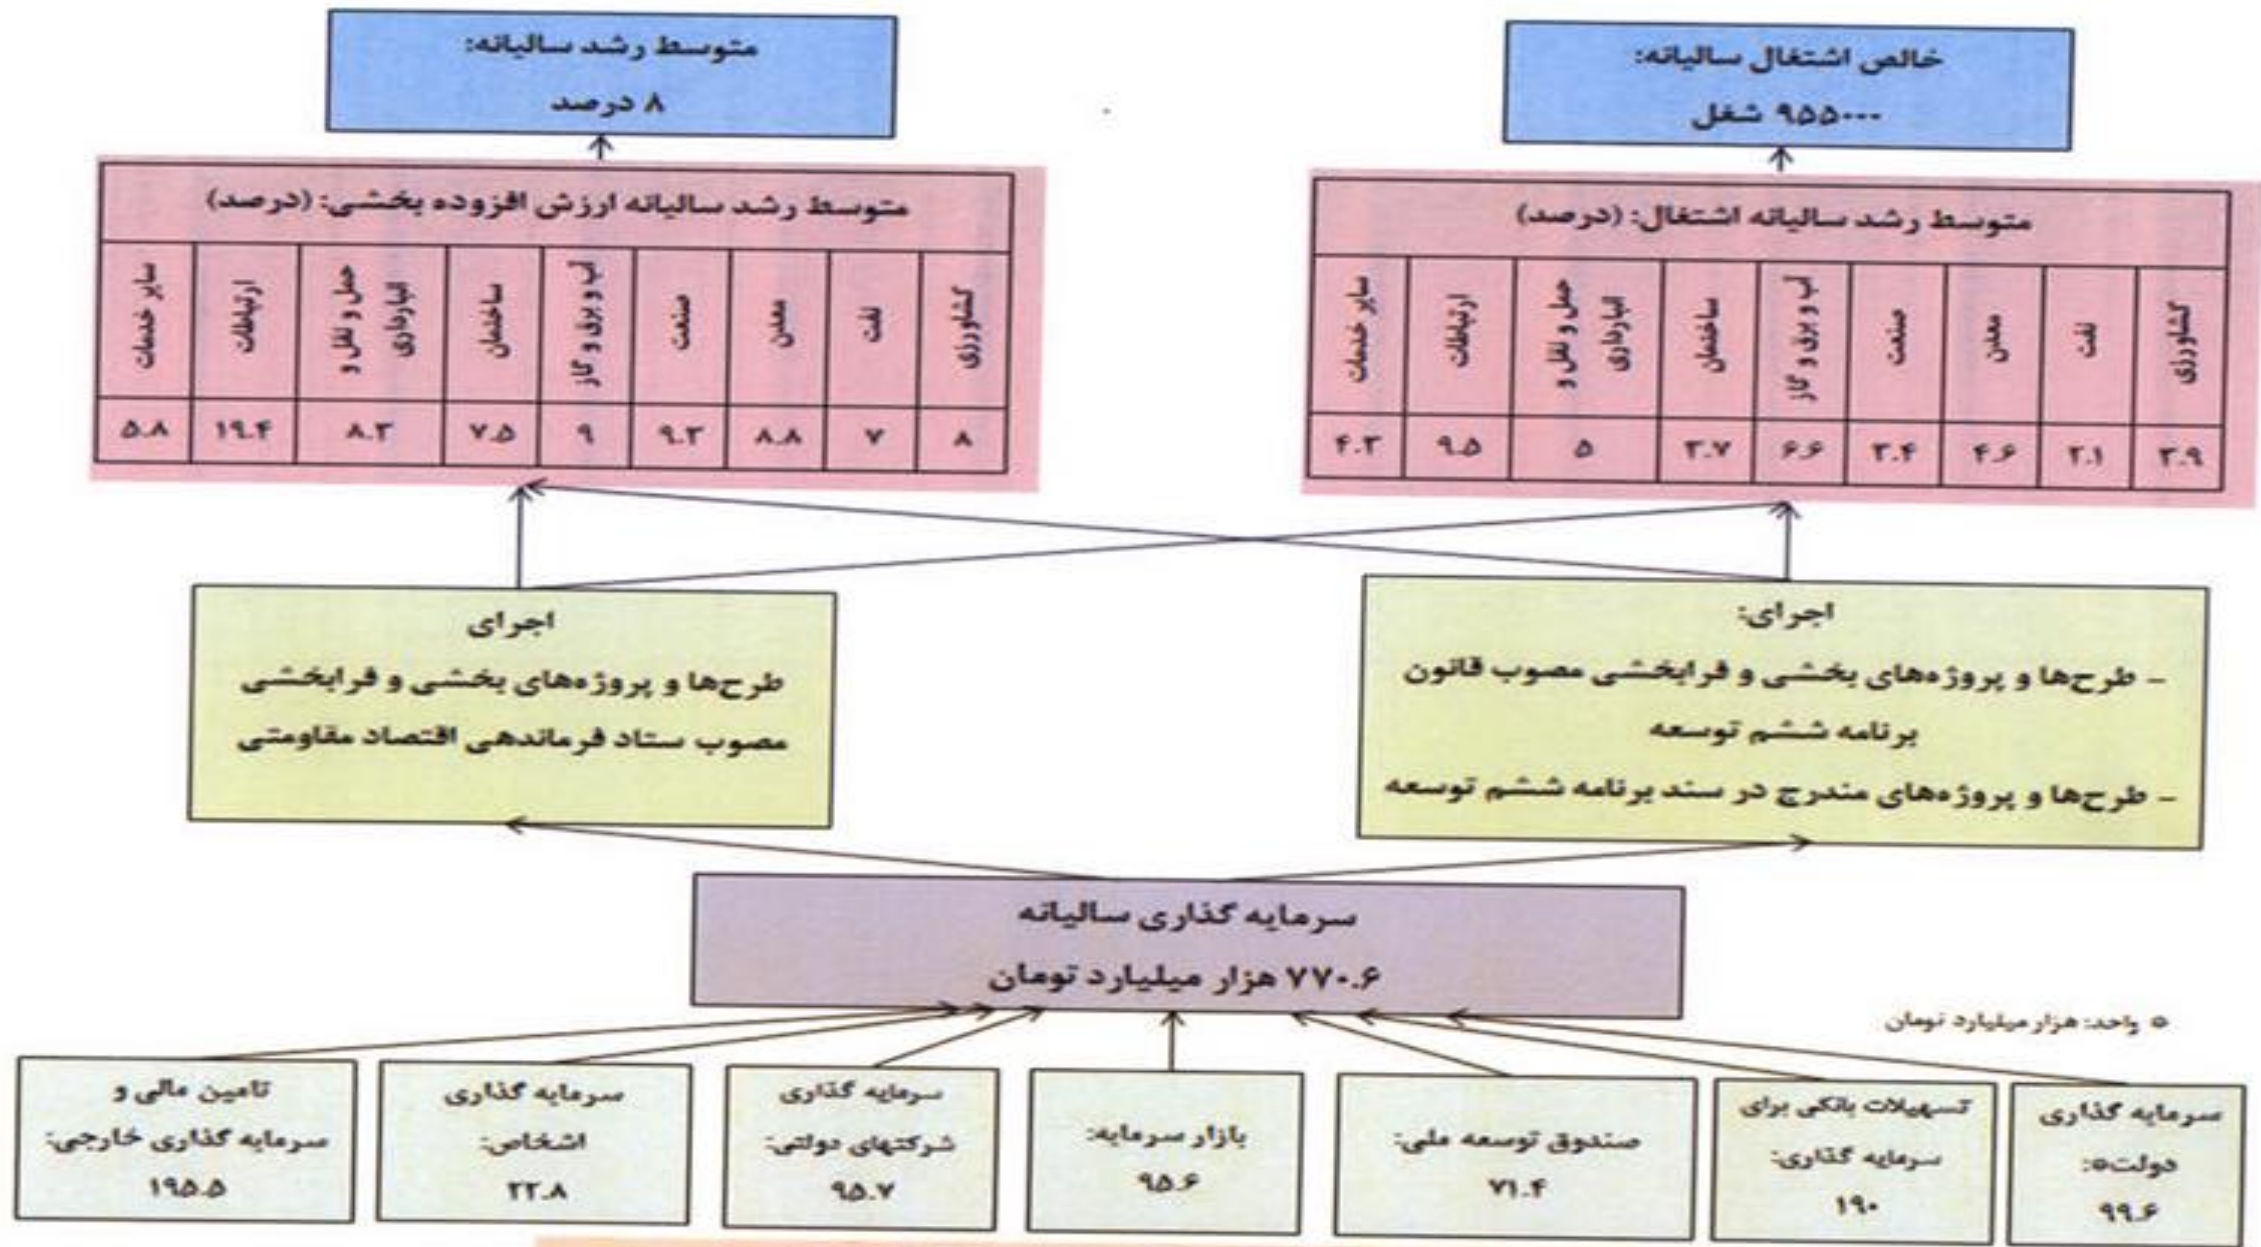 خالص اشتغال سالیانه:
۹۵۵۰۰۰ شغل
متوسط رشد سالیانه:
۸ درصد
متوسط رشد سالیانه اشتغال: (درصد)
کشاورزی
نفت
معدن
صنعت
آب و برق و گاز
ساختمان
حمل و نقل و
انبارداری
ارتباطات
سایر خدمات
۳.۹
۲.۱
۴.۶
۳.۴
۶.۶
۳.۷
۵
۹.۵
۴.۳
متوسط رشد سالیانه ارزش افزوده بخشی: (درصد)
کشاورزی
نفت
معدن
صنعت
آب و برق و گاز
ساختمان
حمل و نقل و
انبارداری
ارتباطات
سایر خدمات
۸
۷
۸.۸
۹.۳
۹
۷.۵
۸.۳
۱۹.۴
۵.۸
اجرای:
- طرح‌ها و پروژه‌های بخشی و فرابخشی مصوب قانون
برنامه ششم توسعه
- طرح‌ها و پروژه‌های مندرج در سند برنامه ششم توسعه
اجرای
طرح‌ها و پروژه‌های بخشی و فرابخشی
مصوب ستاد فرماندهی اقتصاد مقاومتی
سرمایه گذاری سالیانه
۷۷۰.۶ هزار میلیارد تومان
¤ واحد: هزار میلیارد تومان
سرمایه گذاری
دولت¤:
۹۹.۶
تسهیلات بانکی برای
سرمایه گذاری:
۱۹۰
صندوق توسعه ملی:
۷۱.۴
بازار سرمایه:
۹۵.۶
سرمایه گذاری
شرکتهای دولتی:
۹۵.۷
سرمایه گذاری
اشخاص:
۲۲.۸
تامین مالی و
سرمایه گذاری خارجی:
۱۹۵.۵